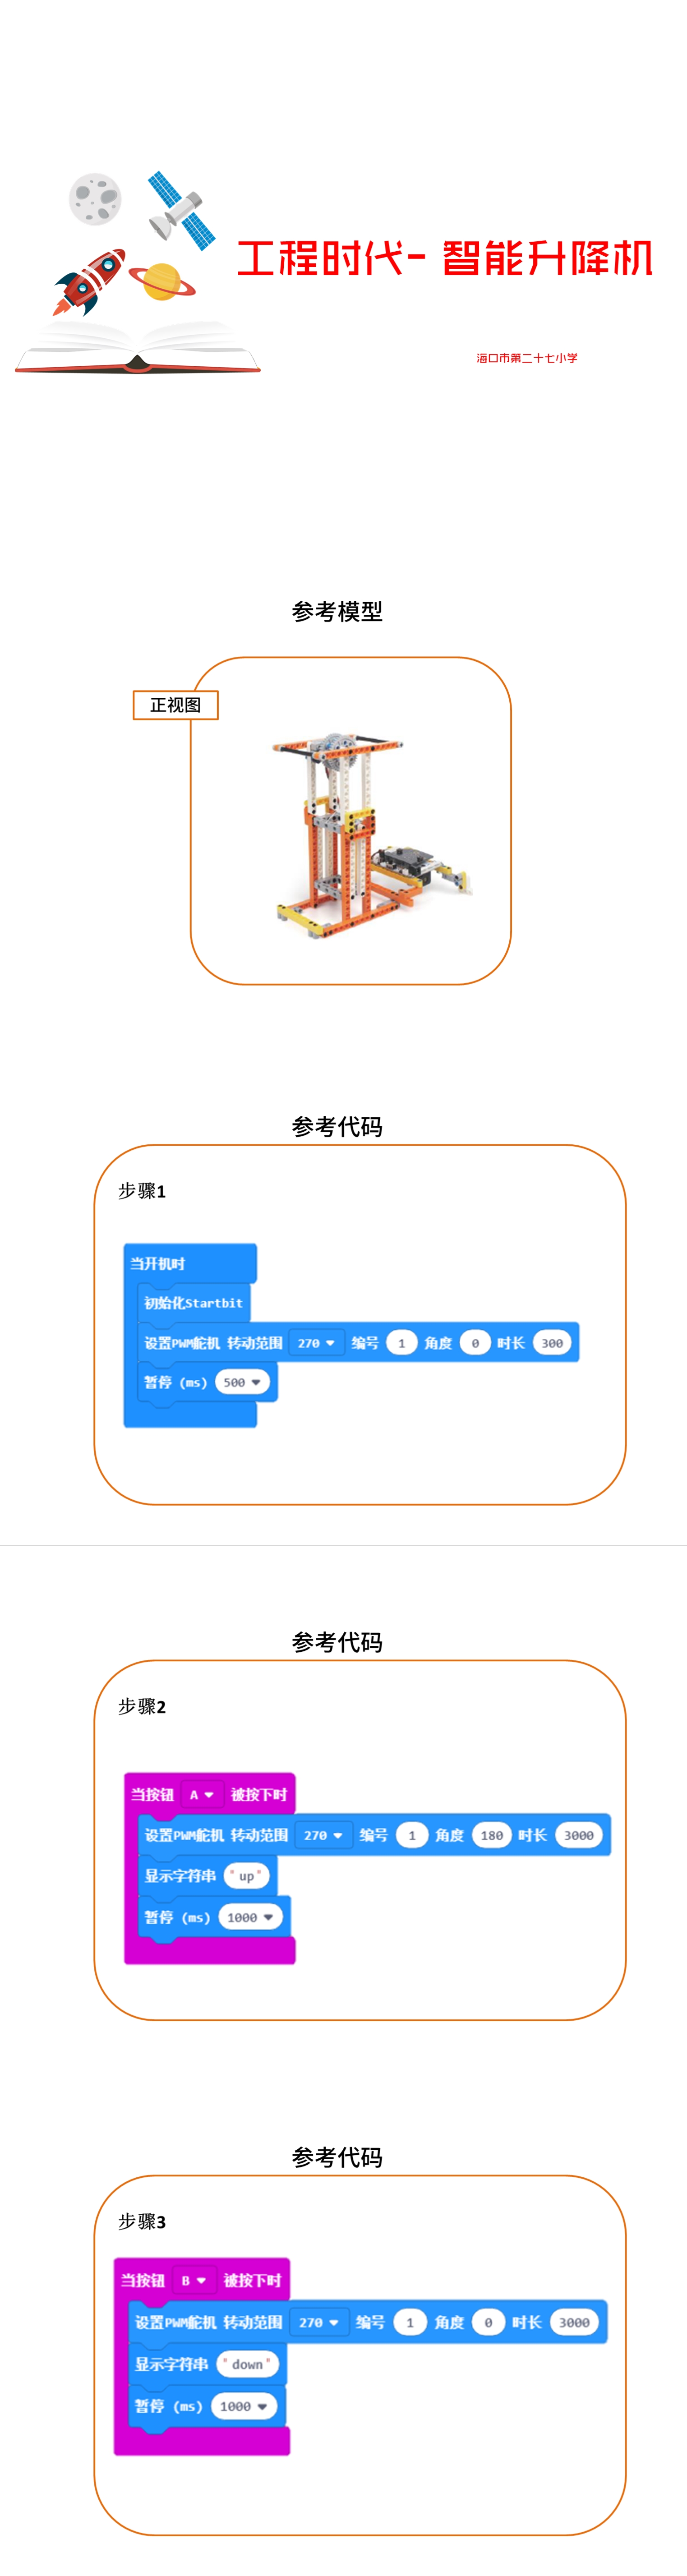 工程时代- 智能升降机
海口市第二十七小学
参考模型
正视图
参考代码
步骤1
当开机时
初始化Startbit
设置PWM舵机 转动范围 270 编号 1 角度 0 时长 300
暂停 (ms) 500
参考代码
步骤2
当按钮 A 被按下时
设置PWM舵机 转动范围 270 编号 1 角度 180 时长 3000
显示字符串 "up"
暂停 (ms) 1000
参考代码
步骤3
当按钮 B 被按下时
设置PWM舵机 转动范围 270 编号 1 角度 0 时长 3000
显示字符串 "down"
暂停 (ms) 1000